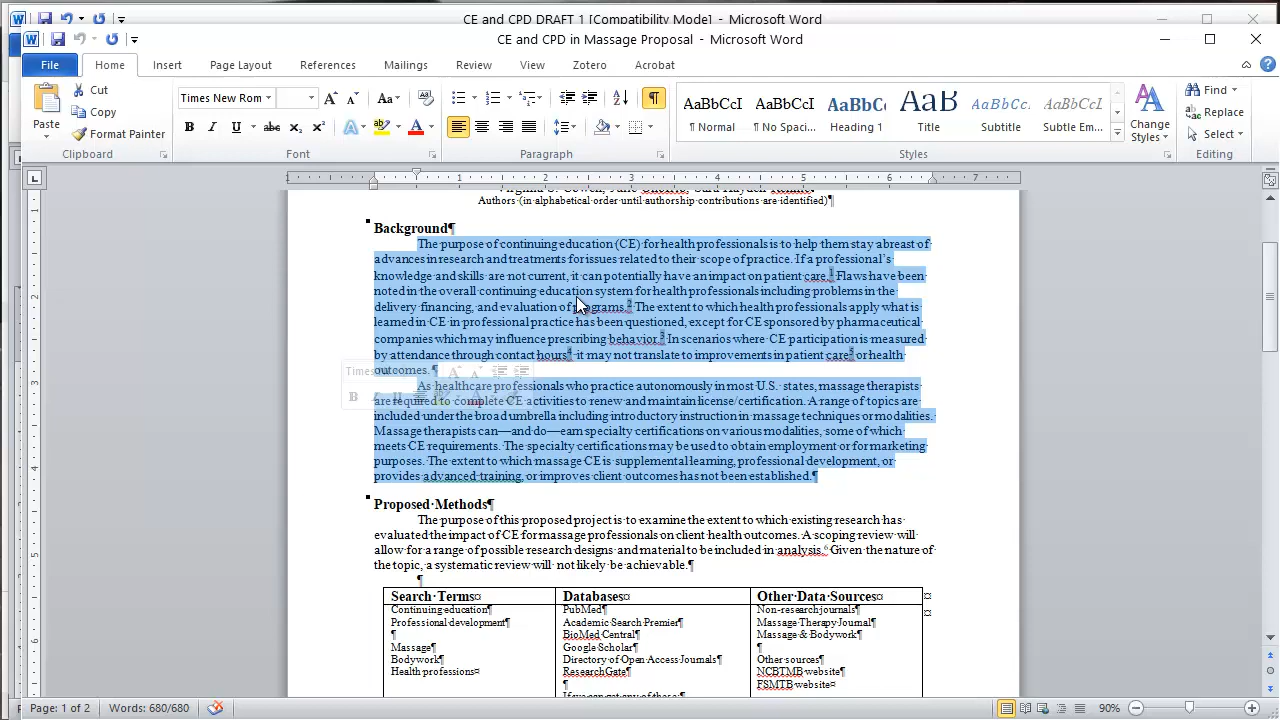 CE and CPD DRAFT 1 [Compatibility Mode] - Microsoft Word
CE and CPD in Massage Proposal - Microsoft Word
File Home Insert Page Layout References Mailings Review View Zotero Acrobat
Paste
Cut
Copy
Format Painter
Clipboard
Times New Rom
Font
Paragraph
AaBbCcI AaBbCcI AaBbC AaB AaBbCc. AaBbCc.
¶ Normal ¶ No Spaci... Heading 1 Title Subtitle Subtle Em...
Styles
Change Styles
Find
Replace
Select
Editing
Authors (in alphabetical order until authorship contributions are identified)¶
Background¶
The purpose of continuing education (CE) for health professionals is to help them stay abreast of
advances in research and treatments for issues related to their scope of practice. If a professional's
knowledge and skills are not current, it can potentially have an impact on patient care.1 Flaws have been
noted in the overall continuing education system for health professionals including problems in the
delivery, financing, and evaluation of programs.2 The extent to which health professionals apply what is
learned in CE in professional practice has been questioned, except for CE sponsored by pharmaceutical
companies which may influence prescribing behavior.3 In scenarios where CE participation is measured
by attendance through contact hours4 it may not translate to improvements in patient care5 or health
outcomes. ¶
As healthcare professionals who practice autonomously in most U.S. states, massage therapists
are required to complete CE activities to renew and maintain license/certification. A range of topics are
included under the broad umbrella including introductory instruction in massage techniques or modalities.
Massage therapists can—and do—earn specialty certifications on various modalities, some of which
meets CE requirements. The specialty certifications may be used to obtain employment or for marketing
purposes. The extent to which massage CE is supplemental learning, professional development, or
provides advanced training, or improves client outcomes has not been established.¶
Proposed Methods¶
The purpose of this proposed project is to examine the extent to which existing research has
evaluated the impact of CE for massage professionals on client health outcomes. A scoping review will
allow for a range of possible research designs and material to be included in analysis.6 Given the nature of
the topic, a systematic review will not likely be achievable.¶
¶
Search Terms¤ Databases¤ Other Data Sources¤
Continuing education¶ PubMed¶ Non-research journals¶
Professional development¶ Academic Search Premier¶ Massage Therapy Journal¶
¶ BioMed Central¶ Massage & Bodywork¶
Massage¶ Google Scholar¶ ¶
Bodywork¶ Directory of Open Access Journals¶ Other sources¶
Health professions¤ ResearchGate¶ NCBTMB website¶
¶ FSMTB website¤
Page: 1 of 2 Words: 680/680 90%